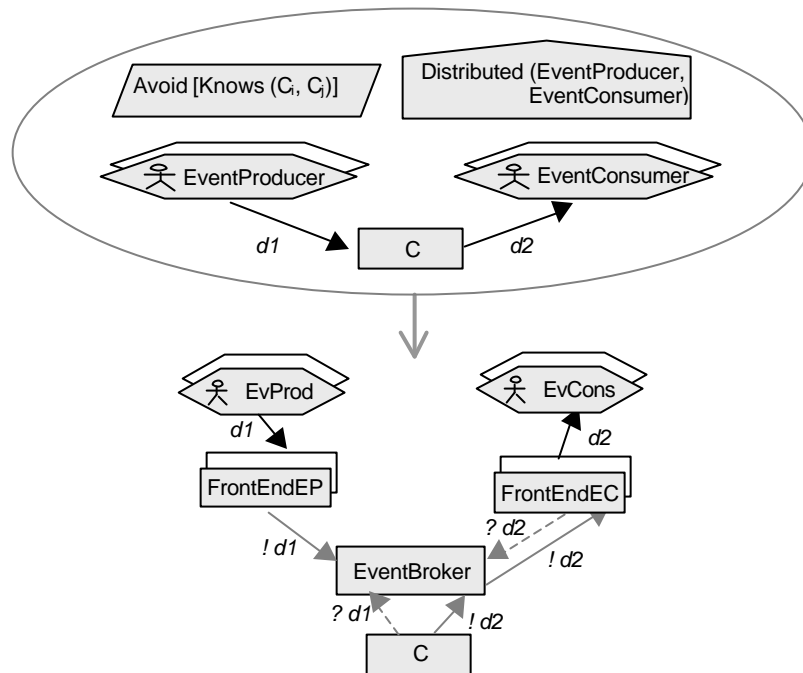 Avoid [Knows (Ci, Cj)]
Distributed (EventProducer,
EventConsumer)
EventProducer
EventConsumer
d1
C
d2
EvProd
EvCons
d1
d2
FrontEndEP
FrontEndEC
? d2
! d1
! d2
EventBroker
? d1
! d2
C